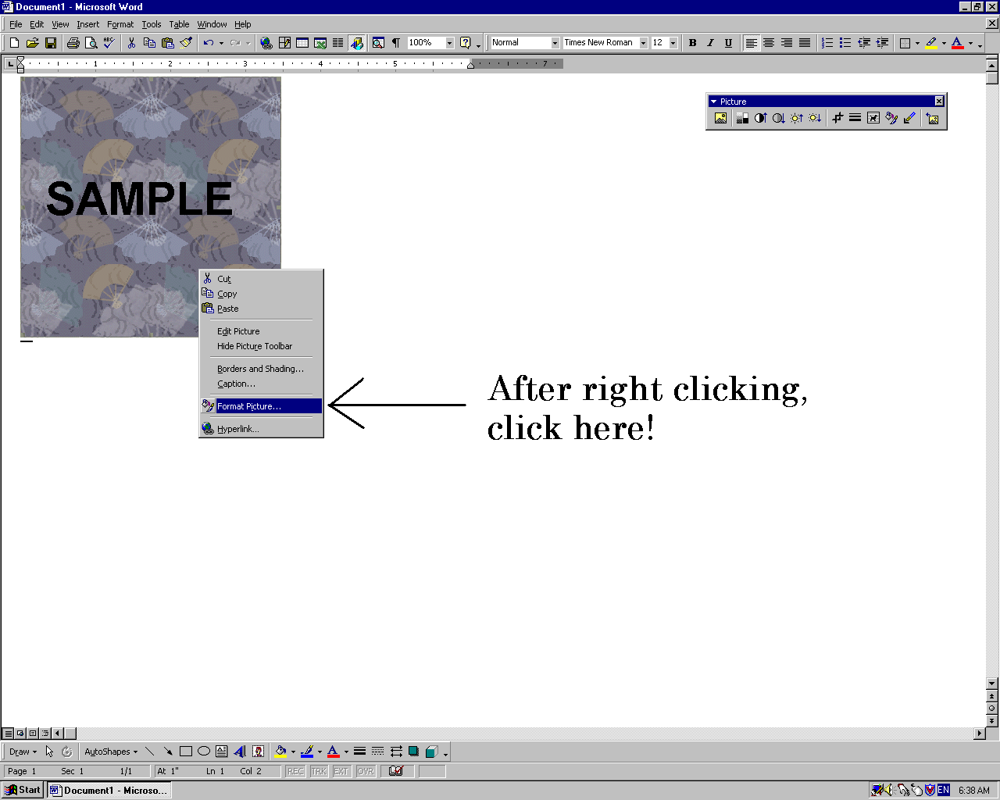 Document1 - Microsoft Word
File Edit View Insert Format Tools Table Window Help
100% Normal Times New Roman 12 B I U
1 2 3 4 5 7
Picture
SAMPLE
Cut
Copy
Paste
Edit Picture
Hide Picture Toolbar
Borders and Shading...
Caption...
Format Picture...
Hyperlink...
After right clicking,
click here!
Draw AutoShapes
Page 1 Sec 1 1/1 At 1" Ln 1 Col 2 REC TRK EXT OVR
Start Document1 - Microso... EN 6:38 AM